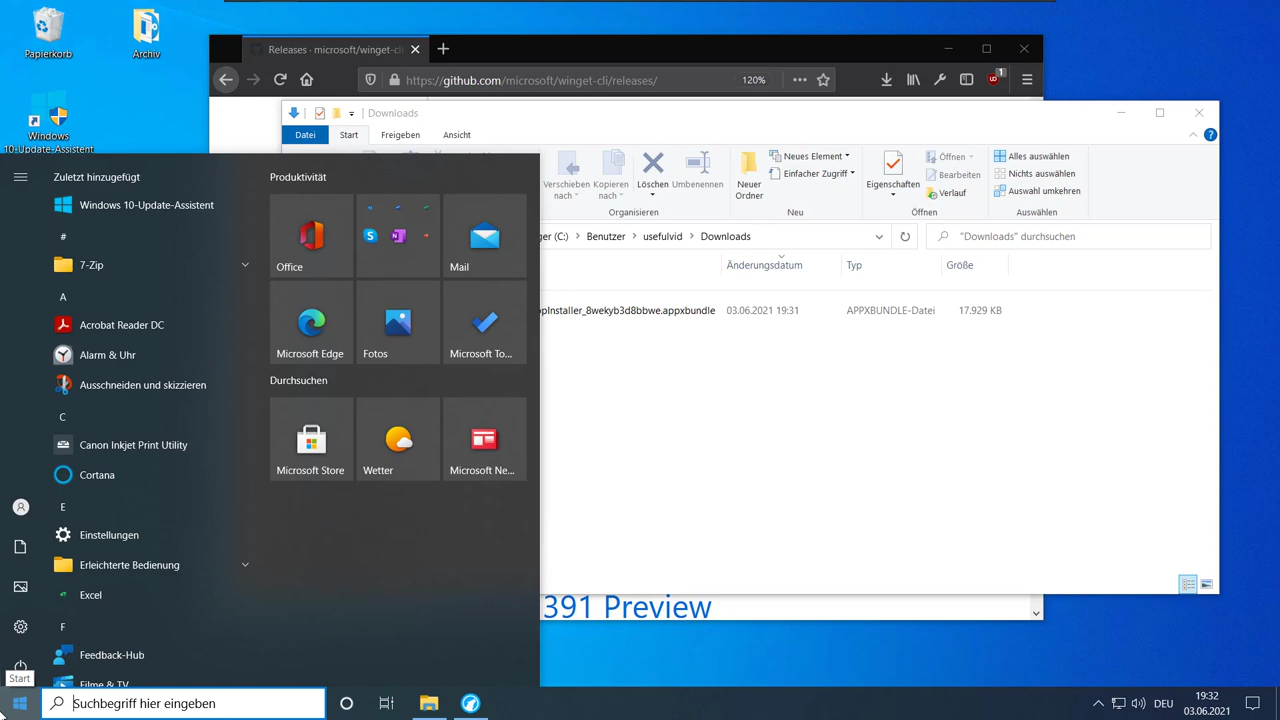 Papierkorb
Archiv
Windows
10-Update-Assistent
Releases · microsoft/winget-cli
https://github.com/microsoft/winget-cli/releases/
120%
1
Downloads
Datei
Start
Freigeben
Ansicht
Verschieben
nach
Kopieren
nach
Löschen
Umbenennen
Organisieren
Neuer
Ordner
Neues Element
Einfacher Zugriff
Neu
Eigenschaften
Öffnen
Bearbeiten
Verlauf
Öffnen
Alles auswählen
Nichts auswählen
Auswahl umkehren
Auswählen
ger (C:)
Benutzer
usefulvid
Downloads
"Downloads" durchsuchen
Änderungsdatum
Typ
Größe
ppInstaller_8wekyb3d8bbwe.appxbundle
03.06.2021 19:31
APPXBUNDLE-Datei
17.929 KB
391 Preview
Zuletzt hinzugefügt
Windows 10-Update-Assistent
#
7-Zip
A
Acrobat Reader DC
Alarm & Uhr
Ausschneiden und skizzieren
C
Canon Inkjet Print Utility
Cortana
E
Einstellungen
Erleichterte Bedienung
Excel
F
Feedback-Hub
Filme & TV
Produktivität
Office
Mail
Microsoft Edge
Fotos
Microsoft To...
Durchsuchen
Microsoft Store
Wetter
Microsoft Ne...
Start
Suchbegriff hier eingeben
DEU
19:32
03.06.2021